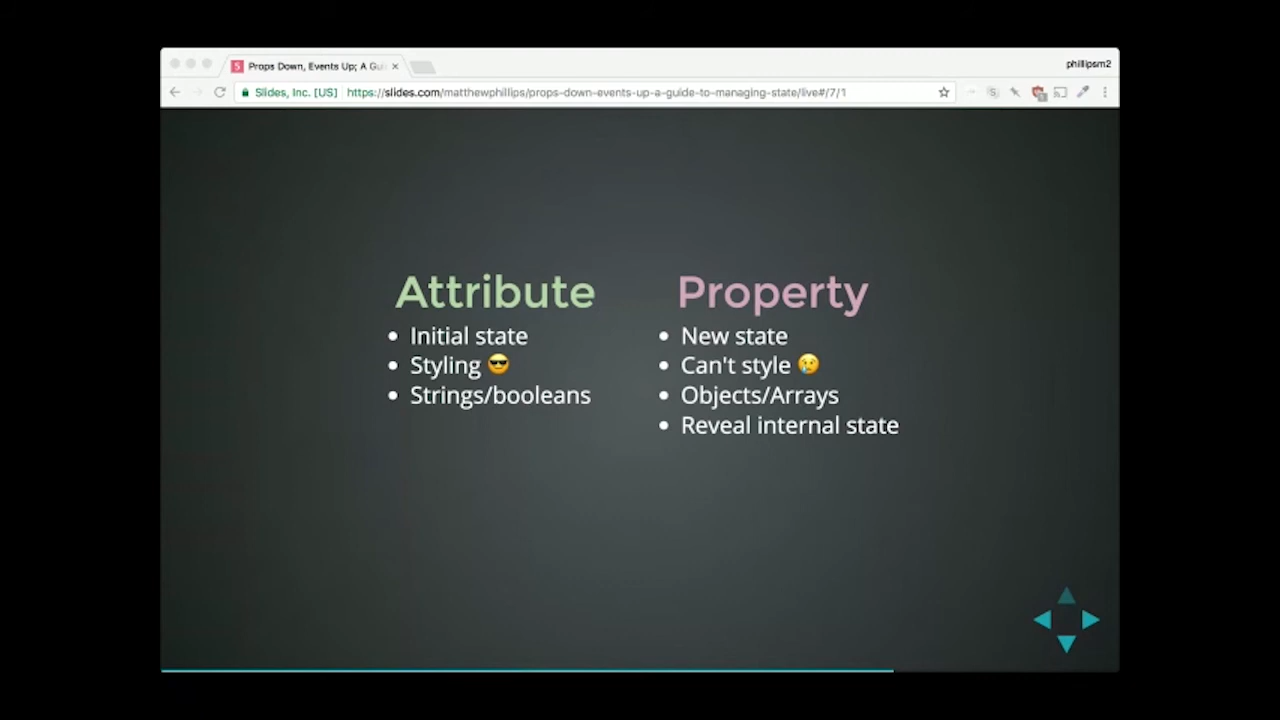 Props Down, Events Up; A Gui
phillipsm2
Slides, Inc. [US] https://slides.com/matthewphillips/props-down-events-up-a-guide-to-managing-state/live#/7/1
Attribute
Initial state
Styling 😎
Strings/booleans
Property
New state
Can't style 😢
Objects/Arrays
Reveal internal state